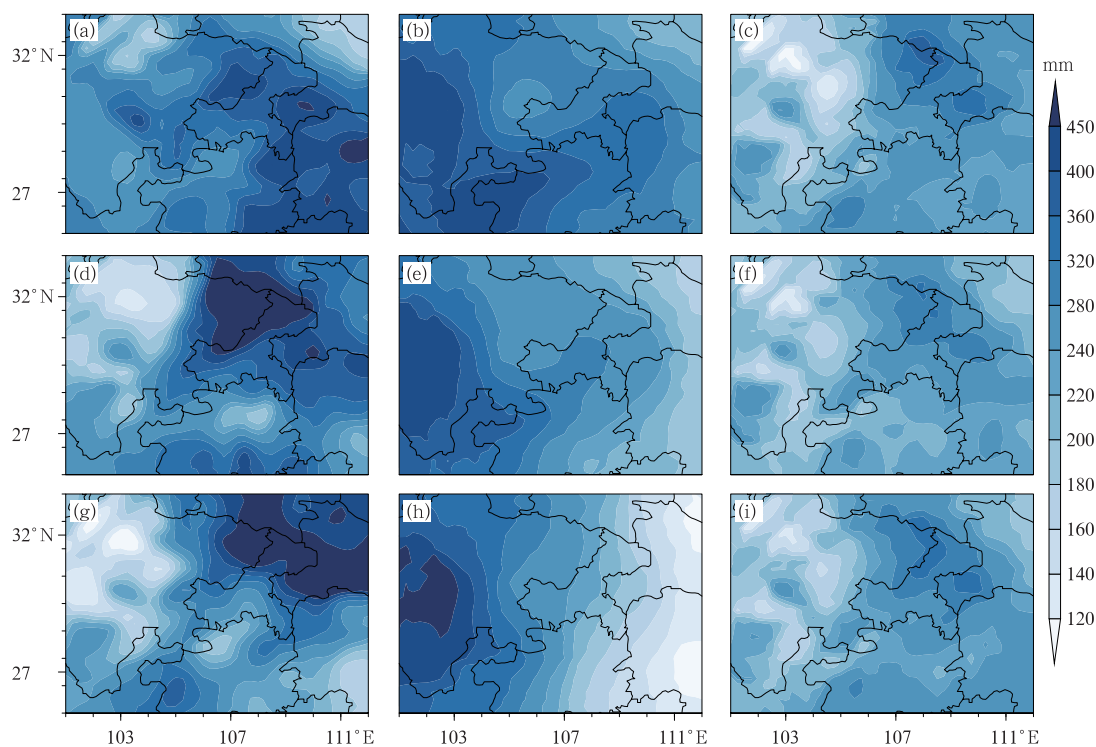 (a) (b) (c)
32°N
27
mm
450
400
360
320
280
240
220
200
180
160
140
120
(d) (e) (f)
32°N
27
(g) (h) (i)
32°N
27
103 107 111°E 103 107 111°E 103 107 111°E